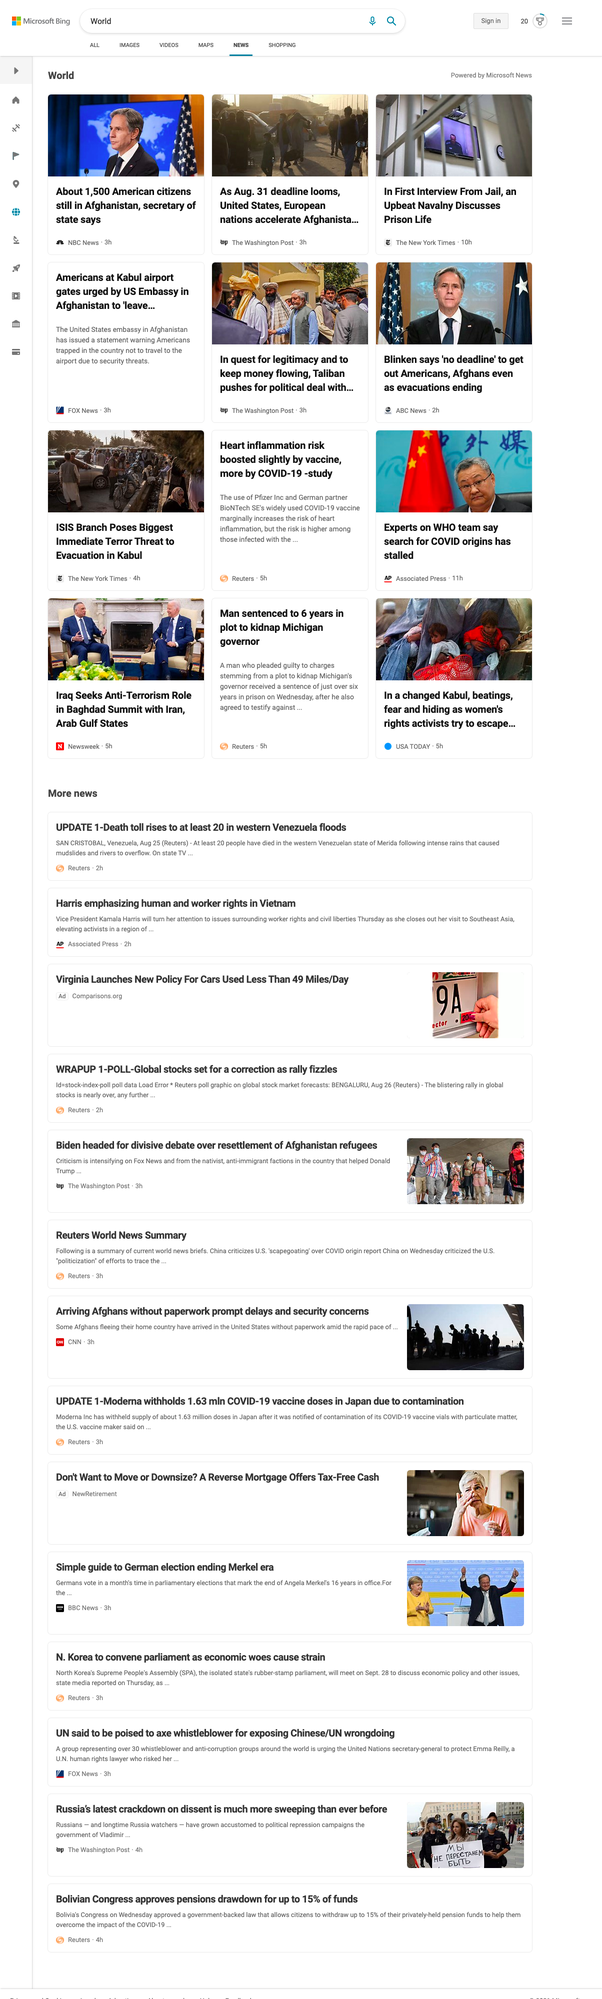 Microsoft Bing
World
Sign in
20
ALL
IMAGES
VIDEOS
MAPS
NEWS
SHOPPING
World
Powered by Microsoft News
About 1,500 American citizens
still in Afghanistan, secretary of
state says
NBC News · 3h
As Aug. 31 deadline looms,
United States, European
nations accelerate Afghanista...
The Washington Post · 3h
In First Interview From Jail, an
Upbeat Navalny Discusses
Prison Life
The New York Times · 10h
Americans at Kabul airport
gates urged by US Embassy in
Afghanistan to 'leave...
The United States embassy in Afghanistan
has issued a statement warning Americans
trapped in the country not to travel to the
airport due to security threats.
FOX News · 3h
In quest for legitimacy and to
keep money flowing, Taliban
pushes for political deal with...
The Washington Post · 3h
Blinken says 'no deadline' to get
out Americans, Afghans even
as evacuations ending
ABC News · 2h
ISIS Branch Poses Biggest
Immediate Terror Threat to
Evacuation in Kabul
The New York Times · 4h
Heart inflammation risk
boosted slightly by vaccine,
more by COVID-19 -study
The use of Pfizer Inc and German partner
BioNTech SE's widely used COVID-19 vaccine
marginally increases the risk of heart
inflammation, but the risk is higher among
those infected with the ...
Reuters · 5h
外 媒
Experts on WHO team say
search for COVID origins has
stalled
AP Associated Press · 11h
Iraq Seeks Anti-Terrorism Role
in Baghdad Summit with Iran,
Arab Gulf States
N Newsweek · 5h
Man sentenced to 6 years in
plot to kidnap Michigan
governor
A man who pleaded guilty to charges
stemming from a plot to kidnap Michigan's
governor received a sentence of just over six
years in prison on Wednesday, after he also
agreed to testify against ...
Reuters · 5h
In a changed Kabul, beatings,
fear and hiding as women's
rights activists try to escape...
USA TODAY · 5h
More news
UPDATE 1-Death toll rises to at least 20 in western Venezuela floods
SAN CRISTOBAL, Venezuela, Aug 25 (Reuters) - At least 20 people have died in the western Venezuelan state of Merida following intense rains that caused
mudslides and rivers to overflow. On state TV ...
Reuters · 2h
Harris emphasizing human and worker rights in Vietnam
Vice President Kamala Harris will turn her attention to issues surrounding worker rights and civil liberties Thursday as she closes out her visit to Southeast Asia,
elevating activists in a region of ...
AP Associated Press · 2h
Virginia Launches New Policy For Cars Used Less Than 49 Miles/Day
Ad Comparisons.org
9A
ector
WRAPUP 1-POLL-Global stocks set for a correction as rally fizzles
Id=stock-index-poll poll data Load Error * Reuters poll graphic on global stock market forecasts: BENGALURU, Aug 26 (Reuters) - The blistering rally in global
stocks is nearly over, any further ...
Reuters · 2h
Biden headed for divisive debate over resettlement of Afghanistan refugees
Criticism is intensifying on Fox News and from the nativist, anti-immigrant factions in the country that helped Donald
Trump ...
The Washington Post · 3h
Reuters World News Summary
Following is a summary of current world news briefs. China criticizes U.S. 'scapegoating' over COVID origin report China on Wednesday criticized the U.S.
"politicization" of efforts to trace the ...
Reuters · 3h
Arriving Afghans without paperwork prompt delays and security concerns
Some Afghans fleeing their home country have arrived in the United States without paperwork amid the rapid pace of ...
CNN · 3h
UPDATE 1-Moderna withholds 1.63 mln COVID-19 vaccine doses in Japan due to contamination
Moderna Inc has withheld supply of about 1.63 million doses in Japan after it was notified of contamination of its COVID-19 vaccine vials with particulate matter,
the U.S. vaccine maker said on ...
Reuters · 3h
Don't Want to Move or Downsize? A Reverse Mortgage Offers Tax-Free Cash
Ad NewRetirement
Simple guide to German election ending Merkel era
Germans vote in a month's time in parliamentary elections that mark the end of Angela Merkel's 16 years in office.For
the ...
BBC News · 3h
N. Korea to convene parliament as economic woes cause strain
North Korea's Supreme People's Assembly (SPA), the isolated state's rubber-stamp parliament, will meet on Sept. 28 to discuss economic policy and other issues,
state media reported on Thursday, as ...
Reuters · 3h
UN said to be poised to axe whistleblower for exposing Chinese/UN wrongdoing
A group representing over 30 whistleblower and anti-corruption groups around the world is urging the United Nations secretary-general to protect Emma Reilly, a
U.N. human rights lawyer who risked her ...
FOX News · 3h
Russia's latest crackdown on dissent is much more sweeping than ever before
Russians — and longtime Russia watchers — have grown accustomed to political repression campaigns the
government of Vladimir ...
The Washington Post · 4h
МЫ
НЕ ПЕРЕСТАНЕМ
БЫТЬ
Bolivian Congress approves pensions drawdown for up to 15% of funds
Bolivia's Congress on Wednesday approved a government-backed law that allows citizens to withdraw up to 15% of their privately-held pension funds to help them
overcome the impact of the COVID-19 ...
Reuters · 4h